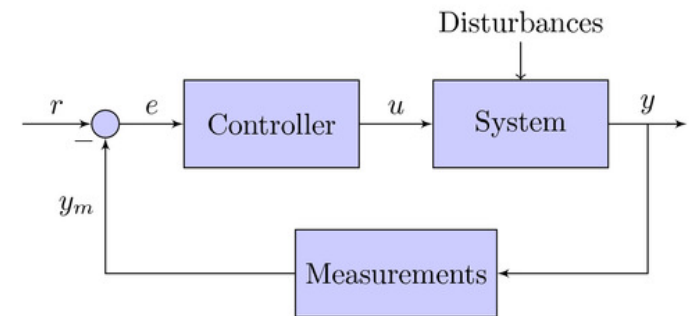 Disturbances
r
e
Controller
u
System
y
−
y_m
Measurements